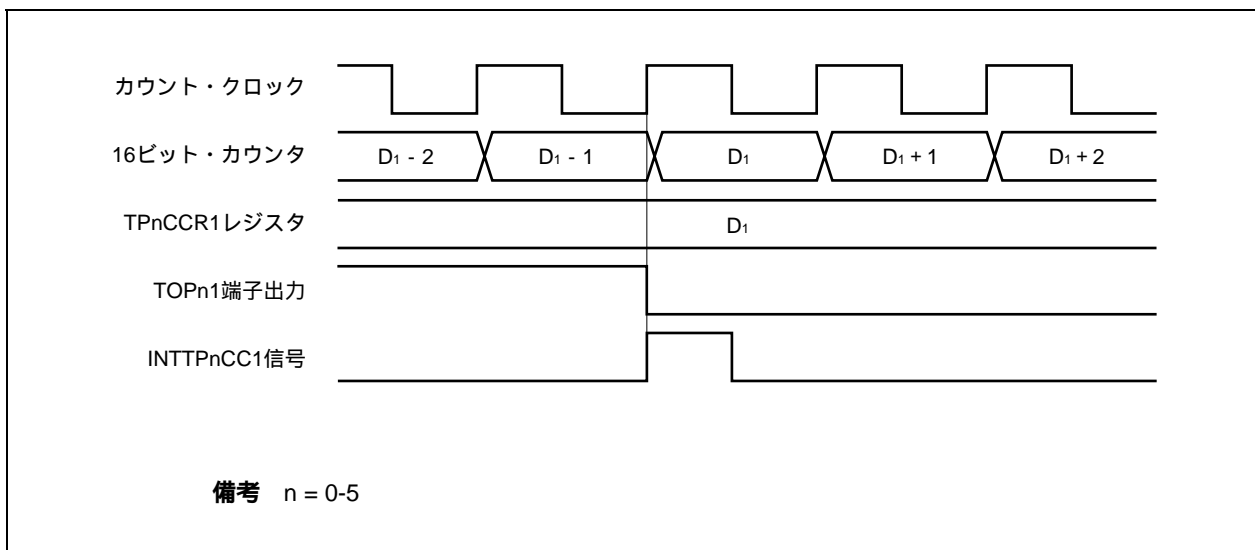 カウント・クロック
16ビット・カウンタ D1 - 2 D1 - 1 D1 D1 + 1 D1 + 2
TPnCCR1レジスタ D1
TOPn1端子出力
INTTPnCC1信号
備考 n = 0-5